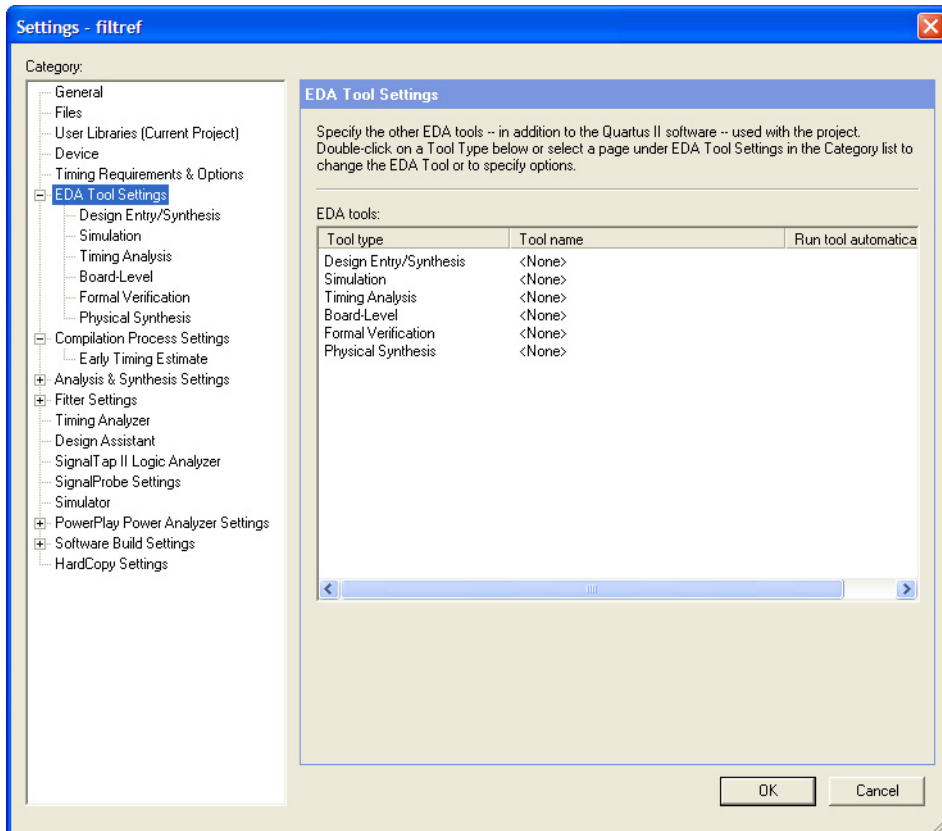 Settings - filtref
Category:
General
Files
User Libraries (Current Project)
Device
Timing Requirements & Options
EDA Tool Settings
Design Entry/Synthesis
Simulation
Timing Analysis
Board-Level
Formal Verification
Physical Synthesis
Compilation Process Settings
Early Timing Estimate
Analysis & Synthesis Settings
Fitter Settings
Timing Analyzer
Design Assistant
SignalTap II Logic Analyzer
SignalProbe Settings
Simulator
PowerPlay Power Analyzer Settings
Software Build Settings
HardCopy Settings
EDA Tool Settings
Specify the other EDA tools -- in addition to the Quartus II software -- used with the project.
Double-click on a Tool Type below or select a page under EDA Tool Settings in the Category list to
change the EDA Tool or to specify options.
EDA tools:
Tool type Tool name Run tool automatica
Design Entry/Synthesis <None>
Simulation <None>
Timing Analysis <None>
Board-Level <None>
Formal Verification <None>
Physical Synthesis <None>
OK Cancel